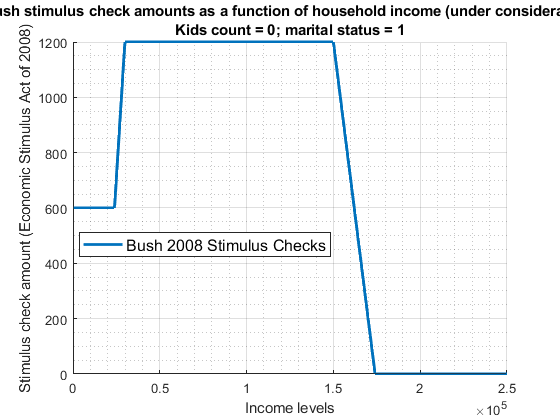 ush stimulus check amounts as a function of household income (under considera
Kids count = 0; marital status = 1
Stimulus check amount (Economic Stimulus Act of 2008)
1200
1000
800
600
400
200
0
Bush 2008 Stimulus Checks
0 0.5 1 1.5 2 2.5
Income levels
×10^5